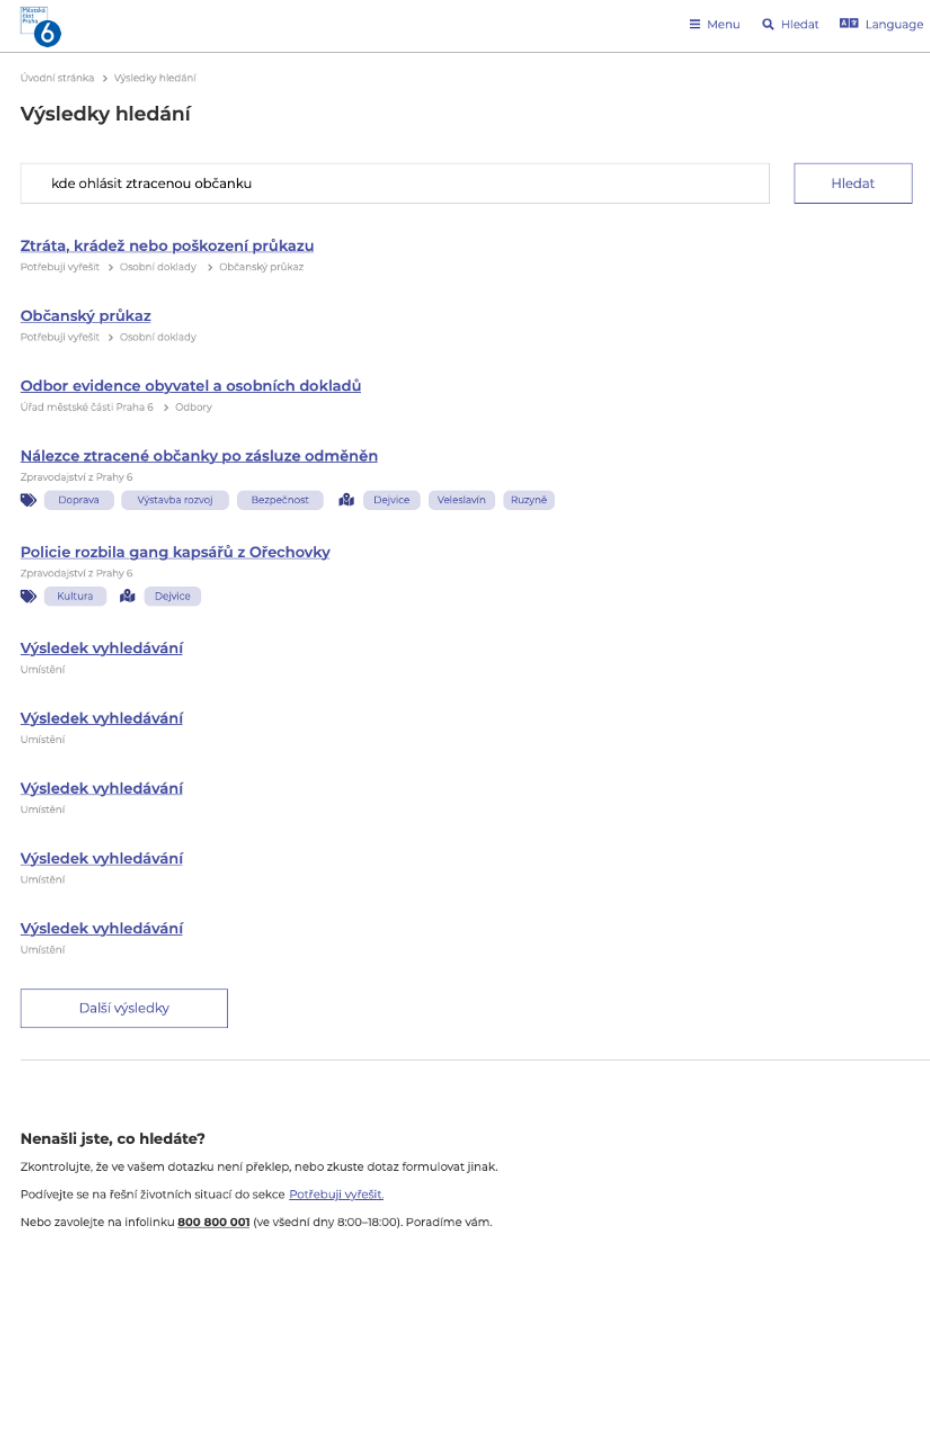 Městská
část
Praha
6
Menu
Hledat
Language
Úvodní stránka > Výsledky hledání
Výsledky hledání
kde ohlásit ztracenou občanku
Hledat
Ztráta, krádež nebo poškození průkazu
Potřebuji vyřešit > Osobní doklady > Občanský průkaz
Občanský průkaz
Potřebuji vyřešit > Osobní doklady
Odbor evidence obyvatel a osobních dokladů
Úřad městské části Praha 6 > Odbory
Nálezce ztracené občanky po zásluze odměněn
Zpravodajství z Prahy 6
Doprava Výstavba rozvoj Bezpečnost Dejvice Veleslavín Ruzyně
Policie rozbila gang kapsářů z Ořechovky
Zpravodajství z Prahy 6
Kultura Dejvice
Výsledek vyhledávání
Umístění
Výsledek vyhledávání
Umístění
Výsledek vyhledávání
Umístění
Výsledek vyhledávání
Umístění
Výsledek vyhledávání
Umístění
Další výsledky
Nenašli jste, co hledáte?
Zkontrolujte, že ve vašem dotazku není překlep, nebo zkuste dotaz formulovat jinak.
Podívejte se na řešní životních situací do sekce Potřebuji vyřešit.
Nebo zavolejte na infolinku 800 800 001 (ve všední dny 8:00–18:00). Poradíme vám.